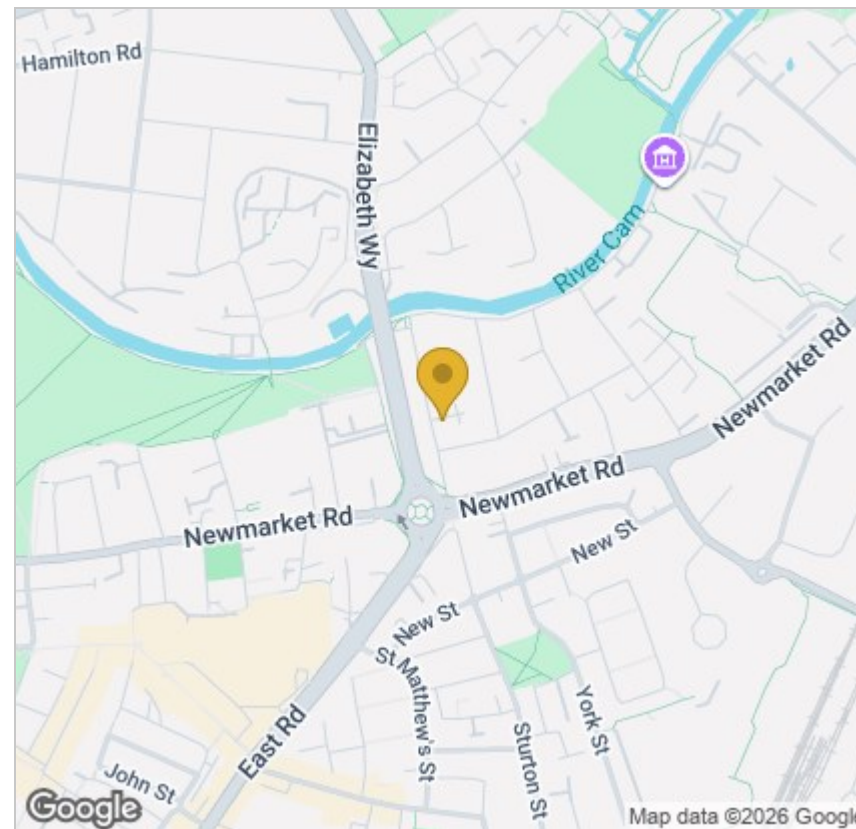 Hamilton Rd
Elizabeth Wy
River Cam
Newmarket Rd
Newmarket Rd
Newmarket Rd
New St
New St
St Matthew's St
York St
Sturton St
East Rd
John St
Google
Map data ©2026 Google